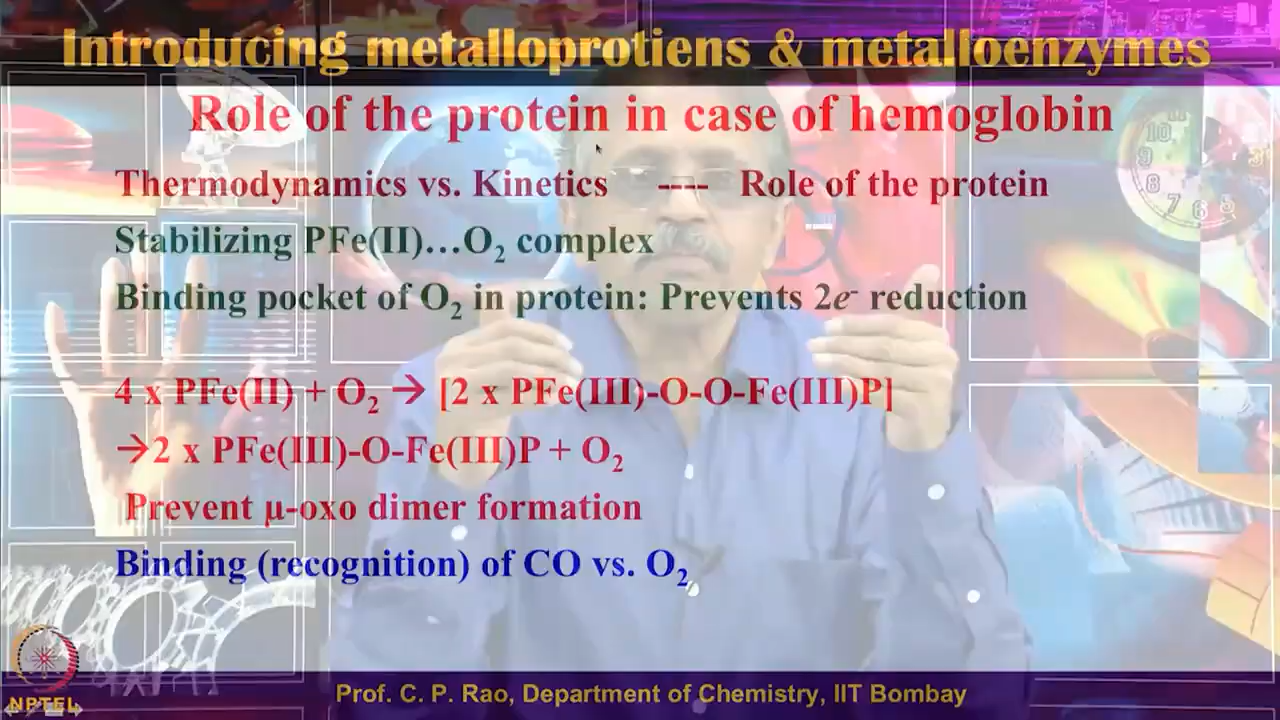 Introducing metalloprotiens & metalloenzymes
Role of the protein in case of hemoglobin
Thermodynamics vs. Kinetics ---- Role of the protein
Stabilizing PFe(II)…O₂ complex
Binding pocket of O₂ in protein: Prevents 2e⁻ reduction
4 x PFe(II) + O₂ → [2 x PFe(III)-O-O-Fe(III)P]
→2 x PFe(III)-O-Fe(III)P + O₂
Prevent μ-oxo dimer formation
Binding (recognition) of CO vs. O₂
NPTEL
Prof. C. P. Rao, Department of Chemistry, IIT Bombay